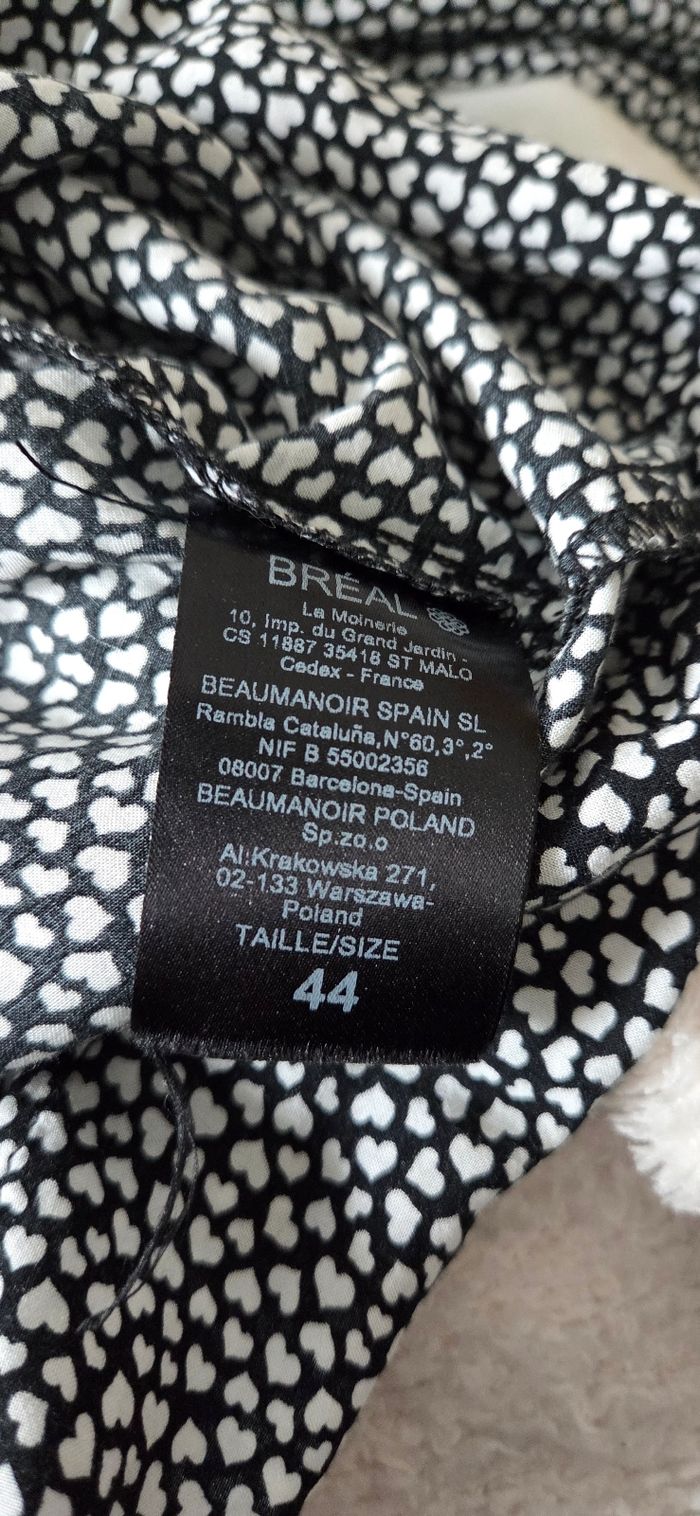 BRÉAL
La Moinerie
10, Imp. du Grand Jardin -
CS 11887 35418 ST MALO
Cedex - France
BEAUMANOIR SPAIN SL
Rambla Cataluña,N°60,3°,2°
NIF B 55002356
08007 Barcelona-Spain
BEAUMANOIR POLAND
Sp.zo.o
Al:Krakowska 271,
02-133 Warszawa-
Poland
TAILLE/SIZE
44